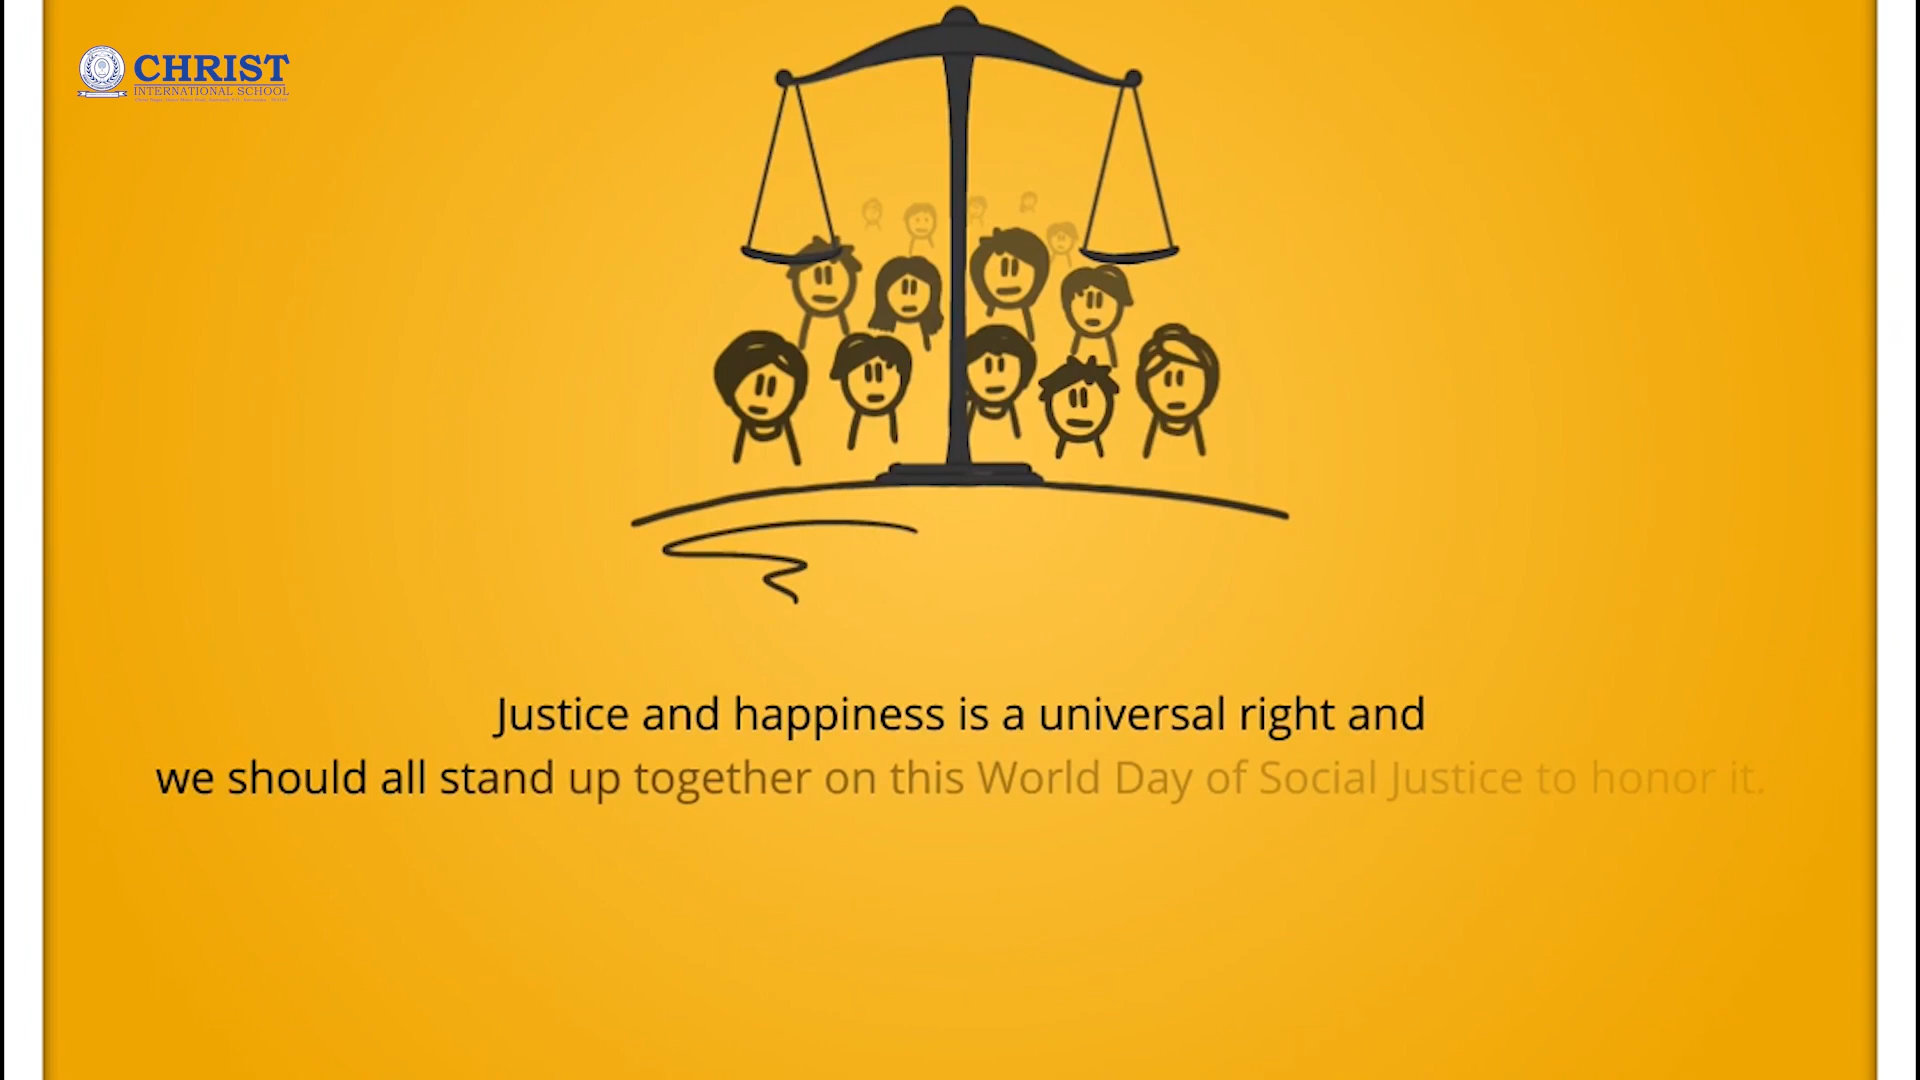 CHRIST
INTERNATIONAL SCHOOL
Justice and happiness is a universal right and
we should all stand up together on this World Day of Social Justice to honor it.